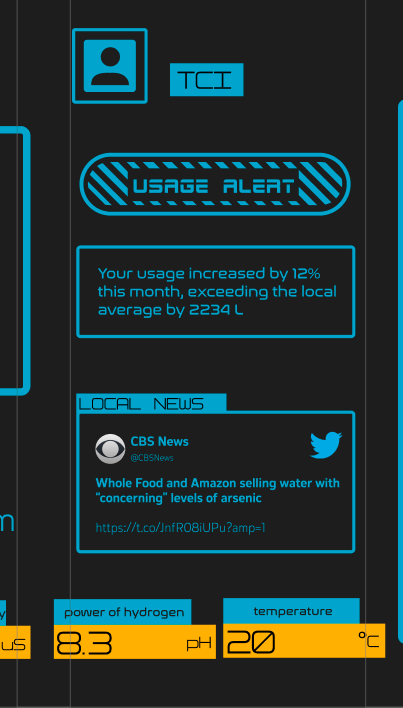 TCI
USAGE ALERT
Your usage increased by 12%
this month, exceeding the local
average by 2234 L
LOCAL NEWS
CBS News
@CBSNews
Whole Food and Amazon selling water with
"concerning" levels of arsenic
https://t.co/JnfRO8iUPu?amp=1
m
y
power of hydrogen
temperature
uS
8.3 pH
20 °C